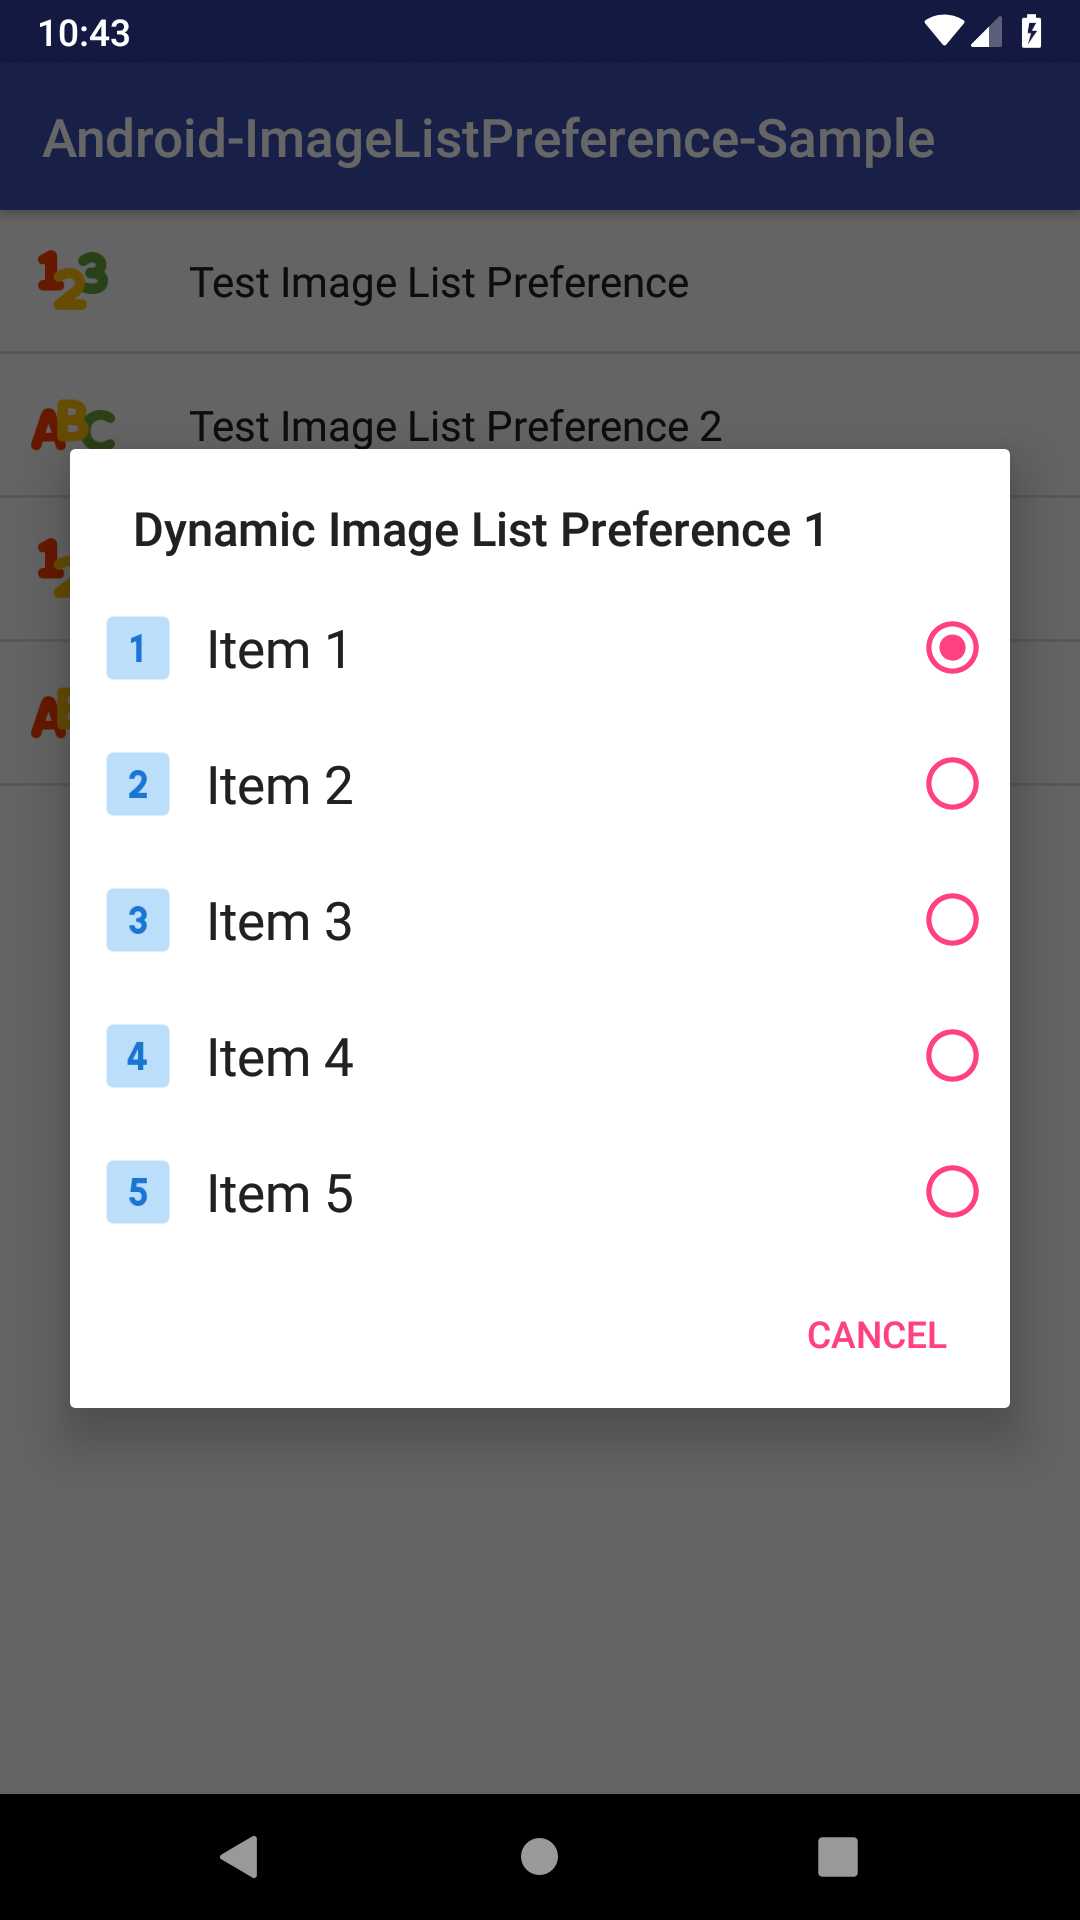 10:43
Android-ImageListPreference-Sample
123
Test Image List Preference
ABC
Test Image List Preference 2
Dynamic Image List Preference 1
1 Item 1
2 Item 2
3 Item 3
4 Item 4
5 Item 5
CANCEL